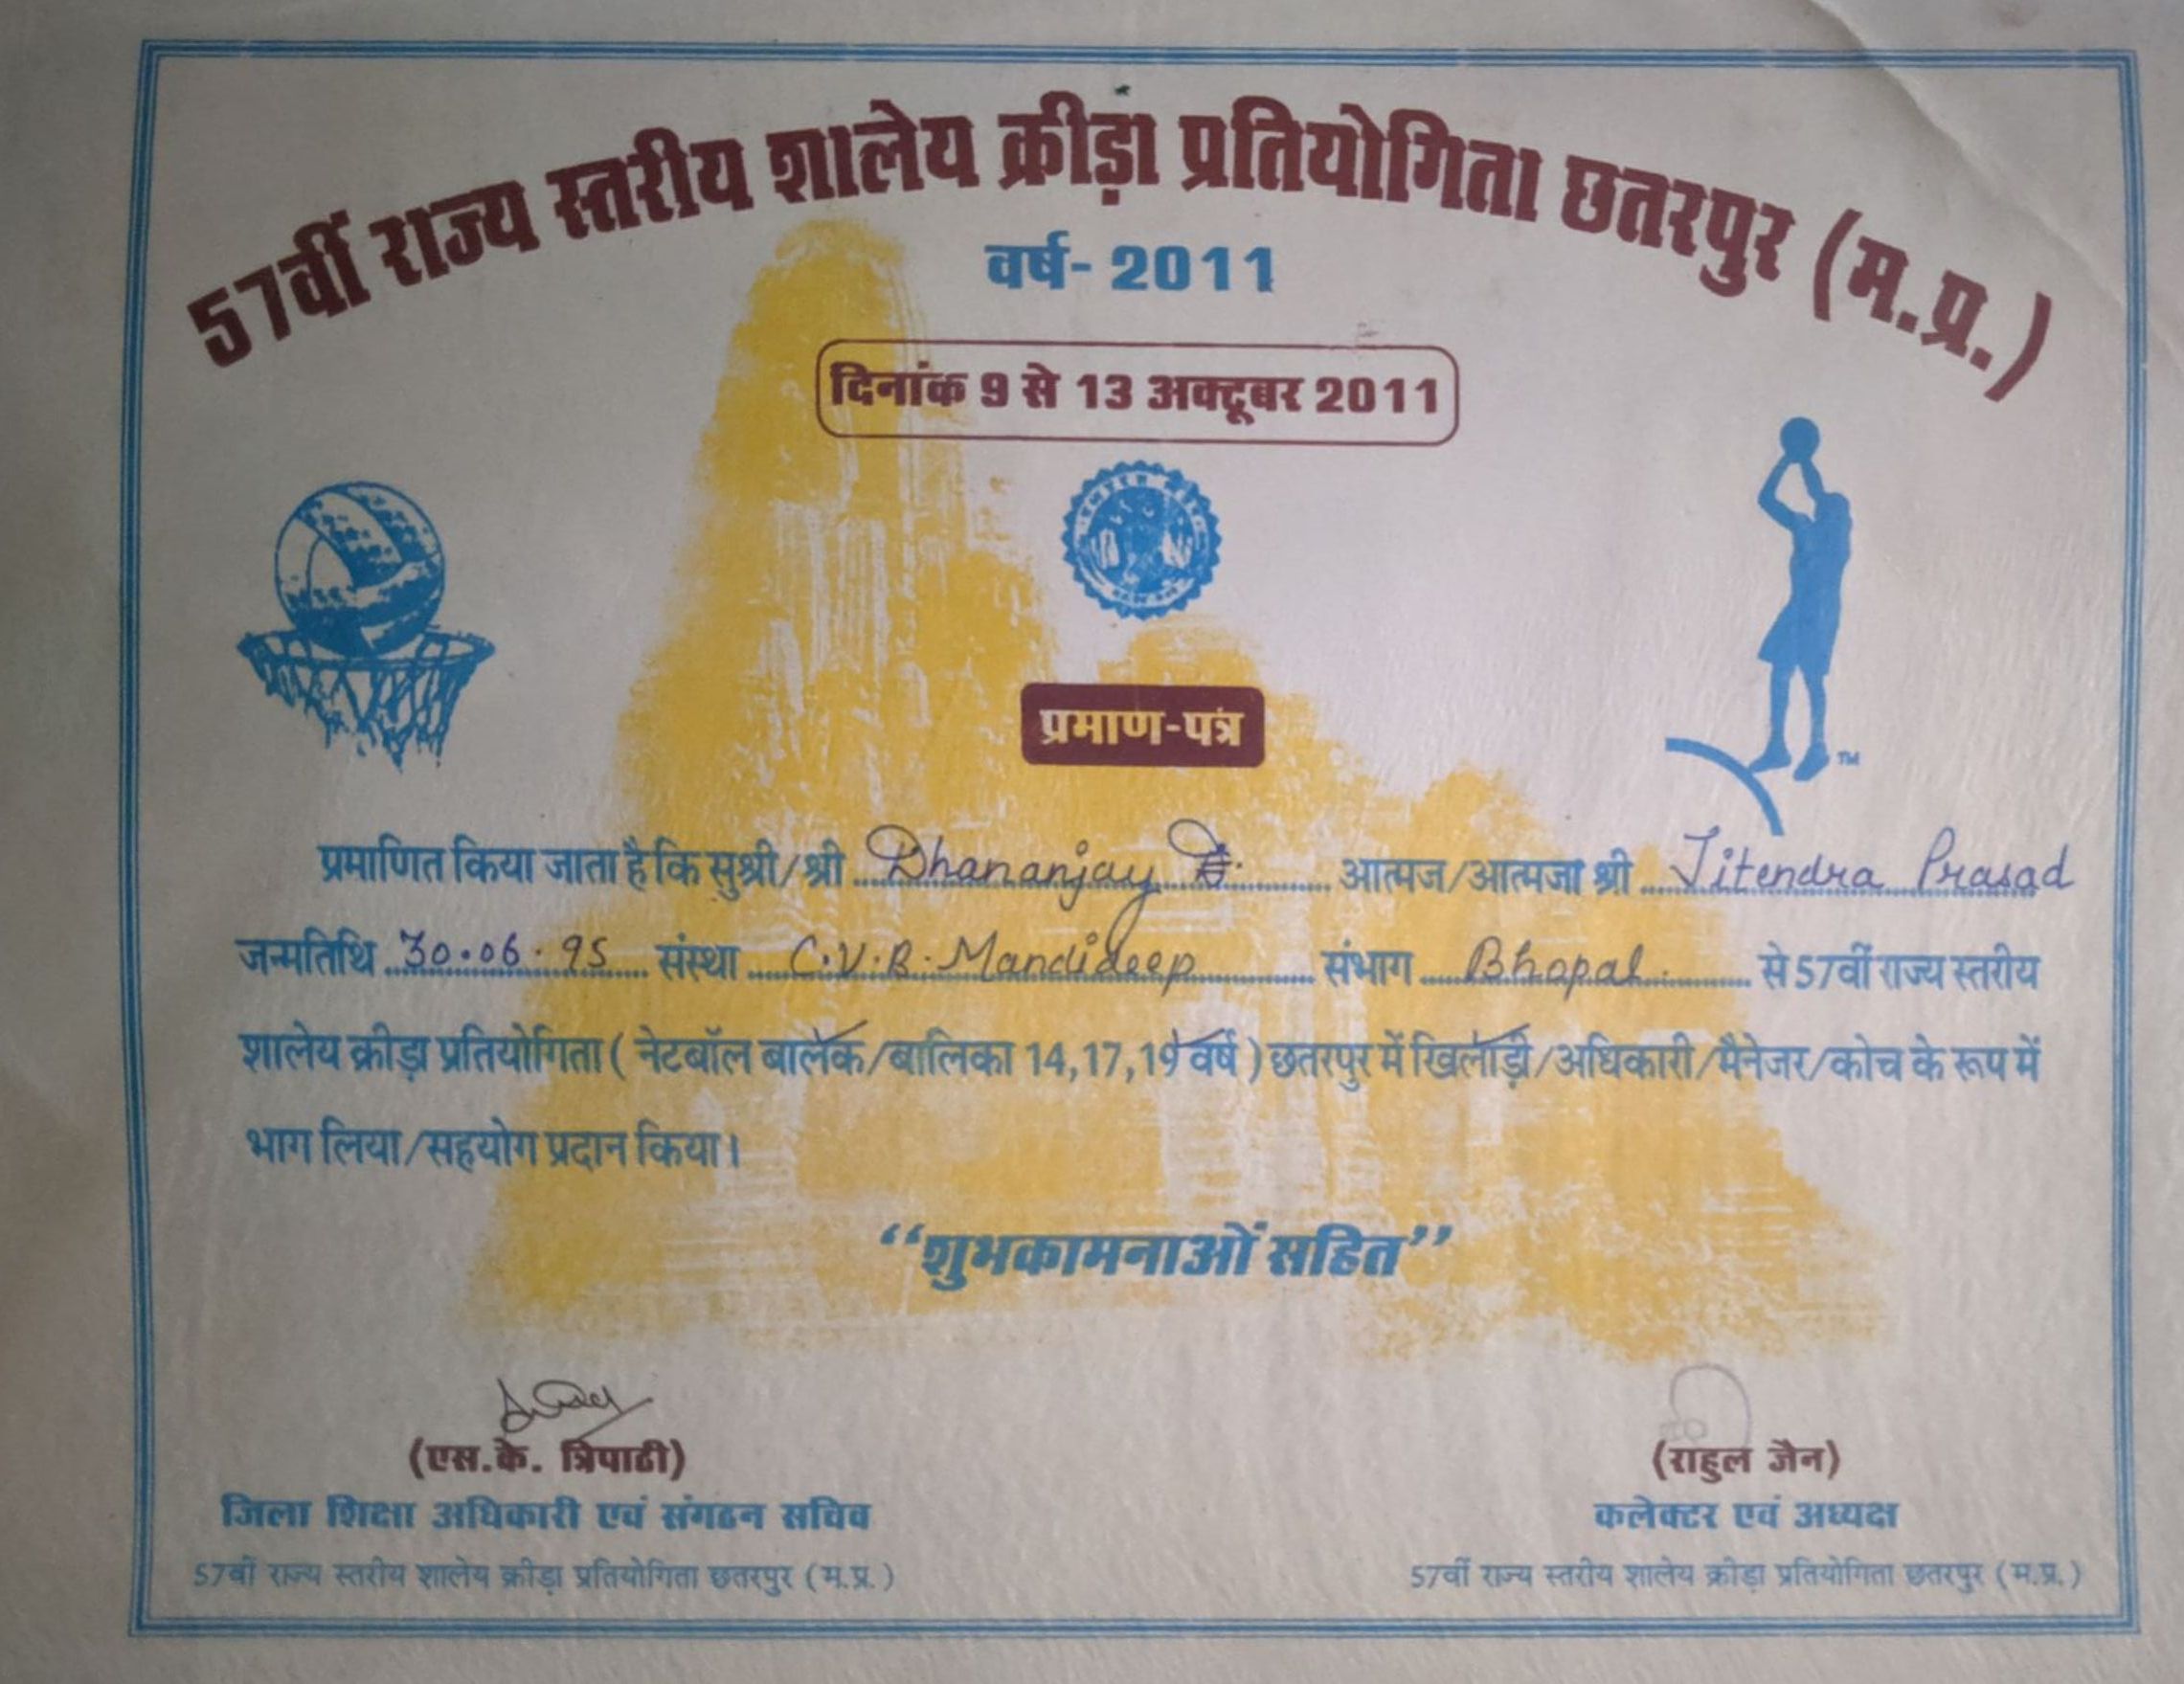 57वीं राज्य स्तरीय शालेय क्रीड़ा प्रतियोगिता छतरपुर (म.प्र.)
वर्ष- 2011
दिनांक 9 से 13 अक्टूबर 2011
प्रमाण-पत्र
TM
प्रमाणित किया जाता है कि सुश्री/श्री Dhananjay आत्मज/आत्मजा श्री Jitendra Prasad
जन्मतिथि 30.06.95 संस्था C.V.B. Mandideep संभाग Bhopal. से 57वीं राज्य स्तरीय
शालेय क्रीड़ा प्रतियोगिता ( नेटबॉल बालक/बालिका 14,17,19 वर्ष ) छतरपुर में खिलाड़ी/अधिकारी/मैनेजर/कोच के रूप में
भाग लिया/सहयोग प्रदान किया।
“शुभकामनाओं सहित”
(एस.के. त्रिपाठी) (राहुल जैन)
जिला शिक्षा अधिकारी एवं संगठन सचिव कलेक्टर एवं अध्यक्ष
57वीं राज्य स्तरीय शालेय क्रीड़ा प्रतियोगिता छतरपुर (म.प्र.) 57वीं राज्य स्तरीय शालेय क्रीड़ा प्रतियोगिता छतरपुर (म.प्र.)